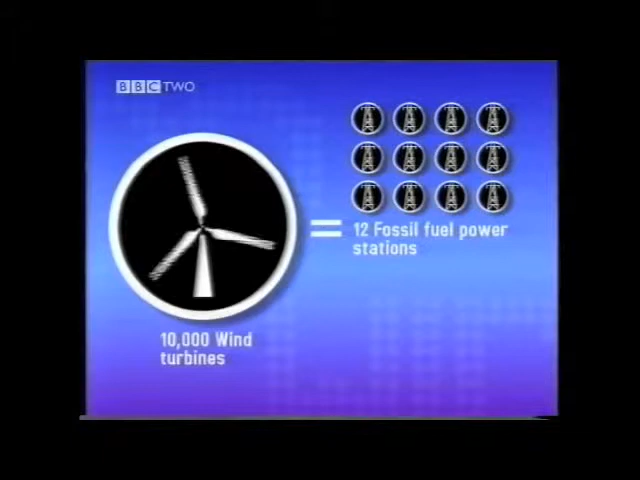 BBC TWO
12 Fossil fuel power
stations
10,000 Wind
turbines